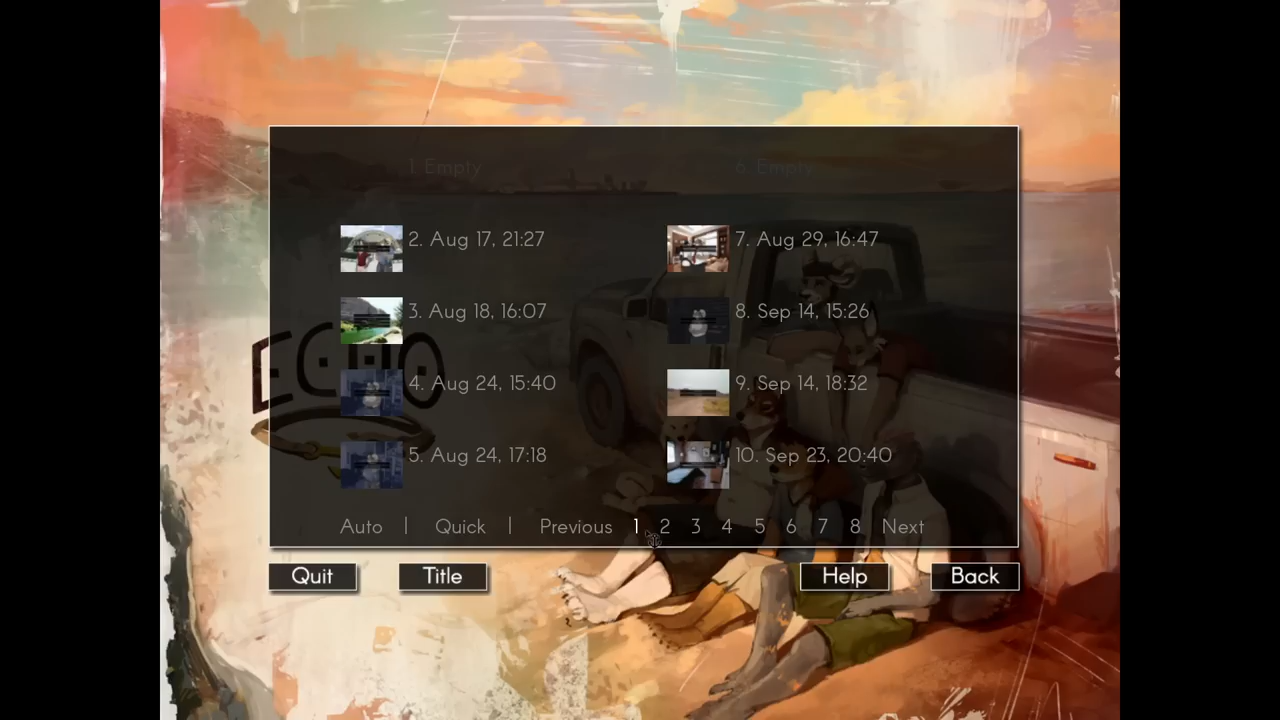 1. Empty
6. Empty
2. Aug 17, 21:27
7. Aug 29, 16:47
3. Aug 18, 16:07
8. Sep 14, 15:26
ECHO
4. Aug 24, 15:40
9. Sep 14, 18:32
5. Aug 24, 17:18
10. Sep 23, 20:40
Auto | Quick | Previous 1 2 3 4 5 6 7 8 Next
Quit Title Help Back